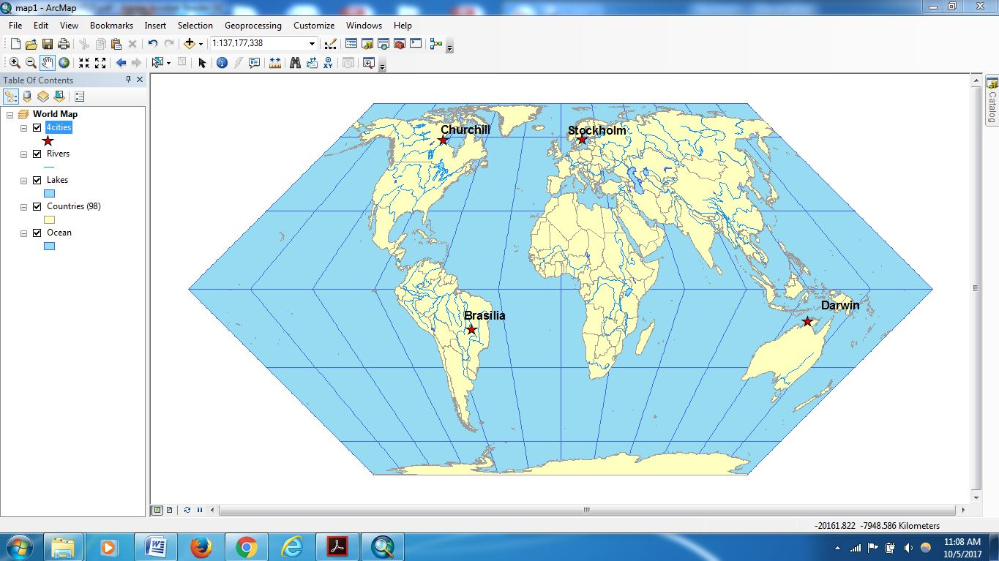 map1 - ArcMap
File Edit View Bookmarks Insert Selection Geoprocessing Customize Windows Help
1:137,177,338
Table Of Contents
World Map
4cities
Rivers
Lakes
Countries (98)
Ocean
Churchill
Stockholm
Brasilia
Darwin
Catalog
-20161.822 -7948.586 Kilometers
11:08 AM
10/5/2017